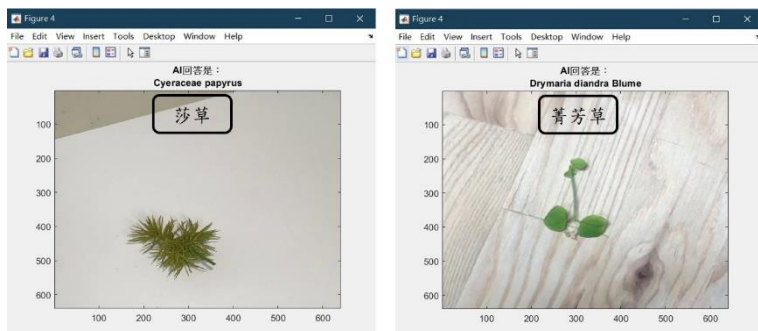 Figure 4
File Edit View Insert Tools Desktop Window Help
AI回答是：
Cyeraceae papyrus
莎草
100
200
300
400
500
600
100 200 300 400 500 600
Figure 4
File Edit View Insert Tools Desktop Window Help
AI回答是：
Drymaria diandra Blume
菁芳草
100
200
300
400
500
600
100 200 300 400 500 600